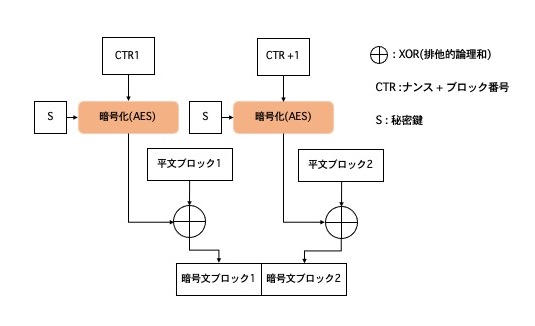 CTR1
CTR +1
: XOR(排他的論理和)
CTR :ナンス + ブロック番号
S
暗号化(AES)
S
暗号化(AES)
S : 秘密鍵
平文ブロック1
平文ブロック2
暗号文ブロック1
暗号文ブロック2